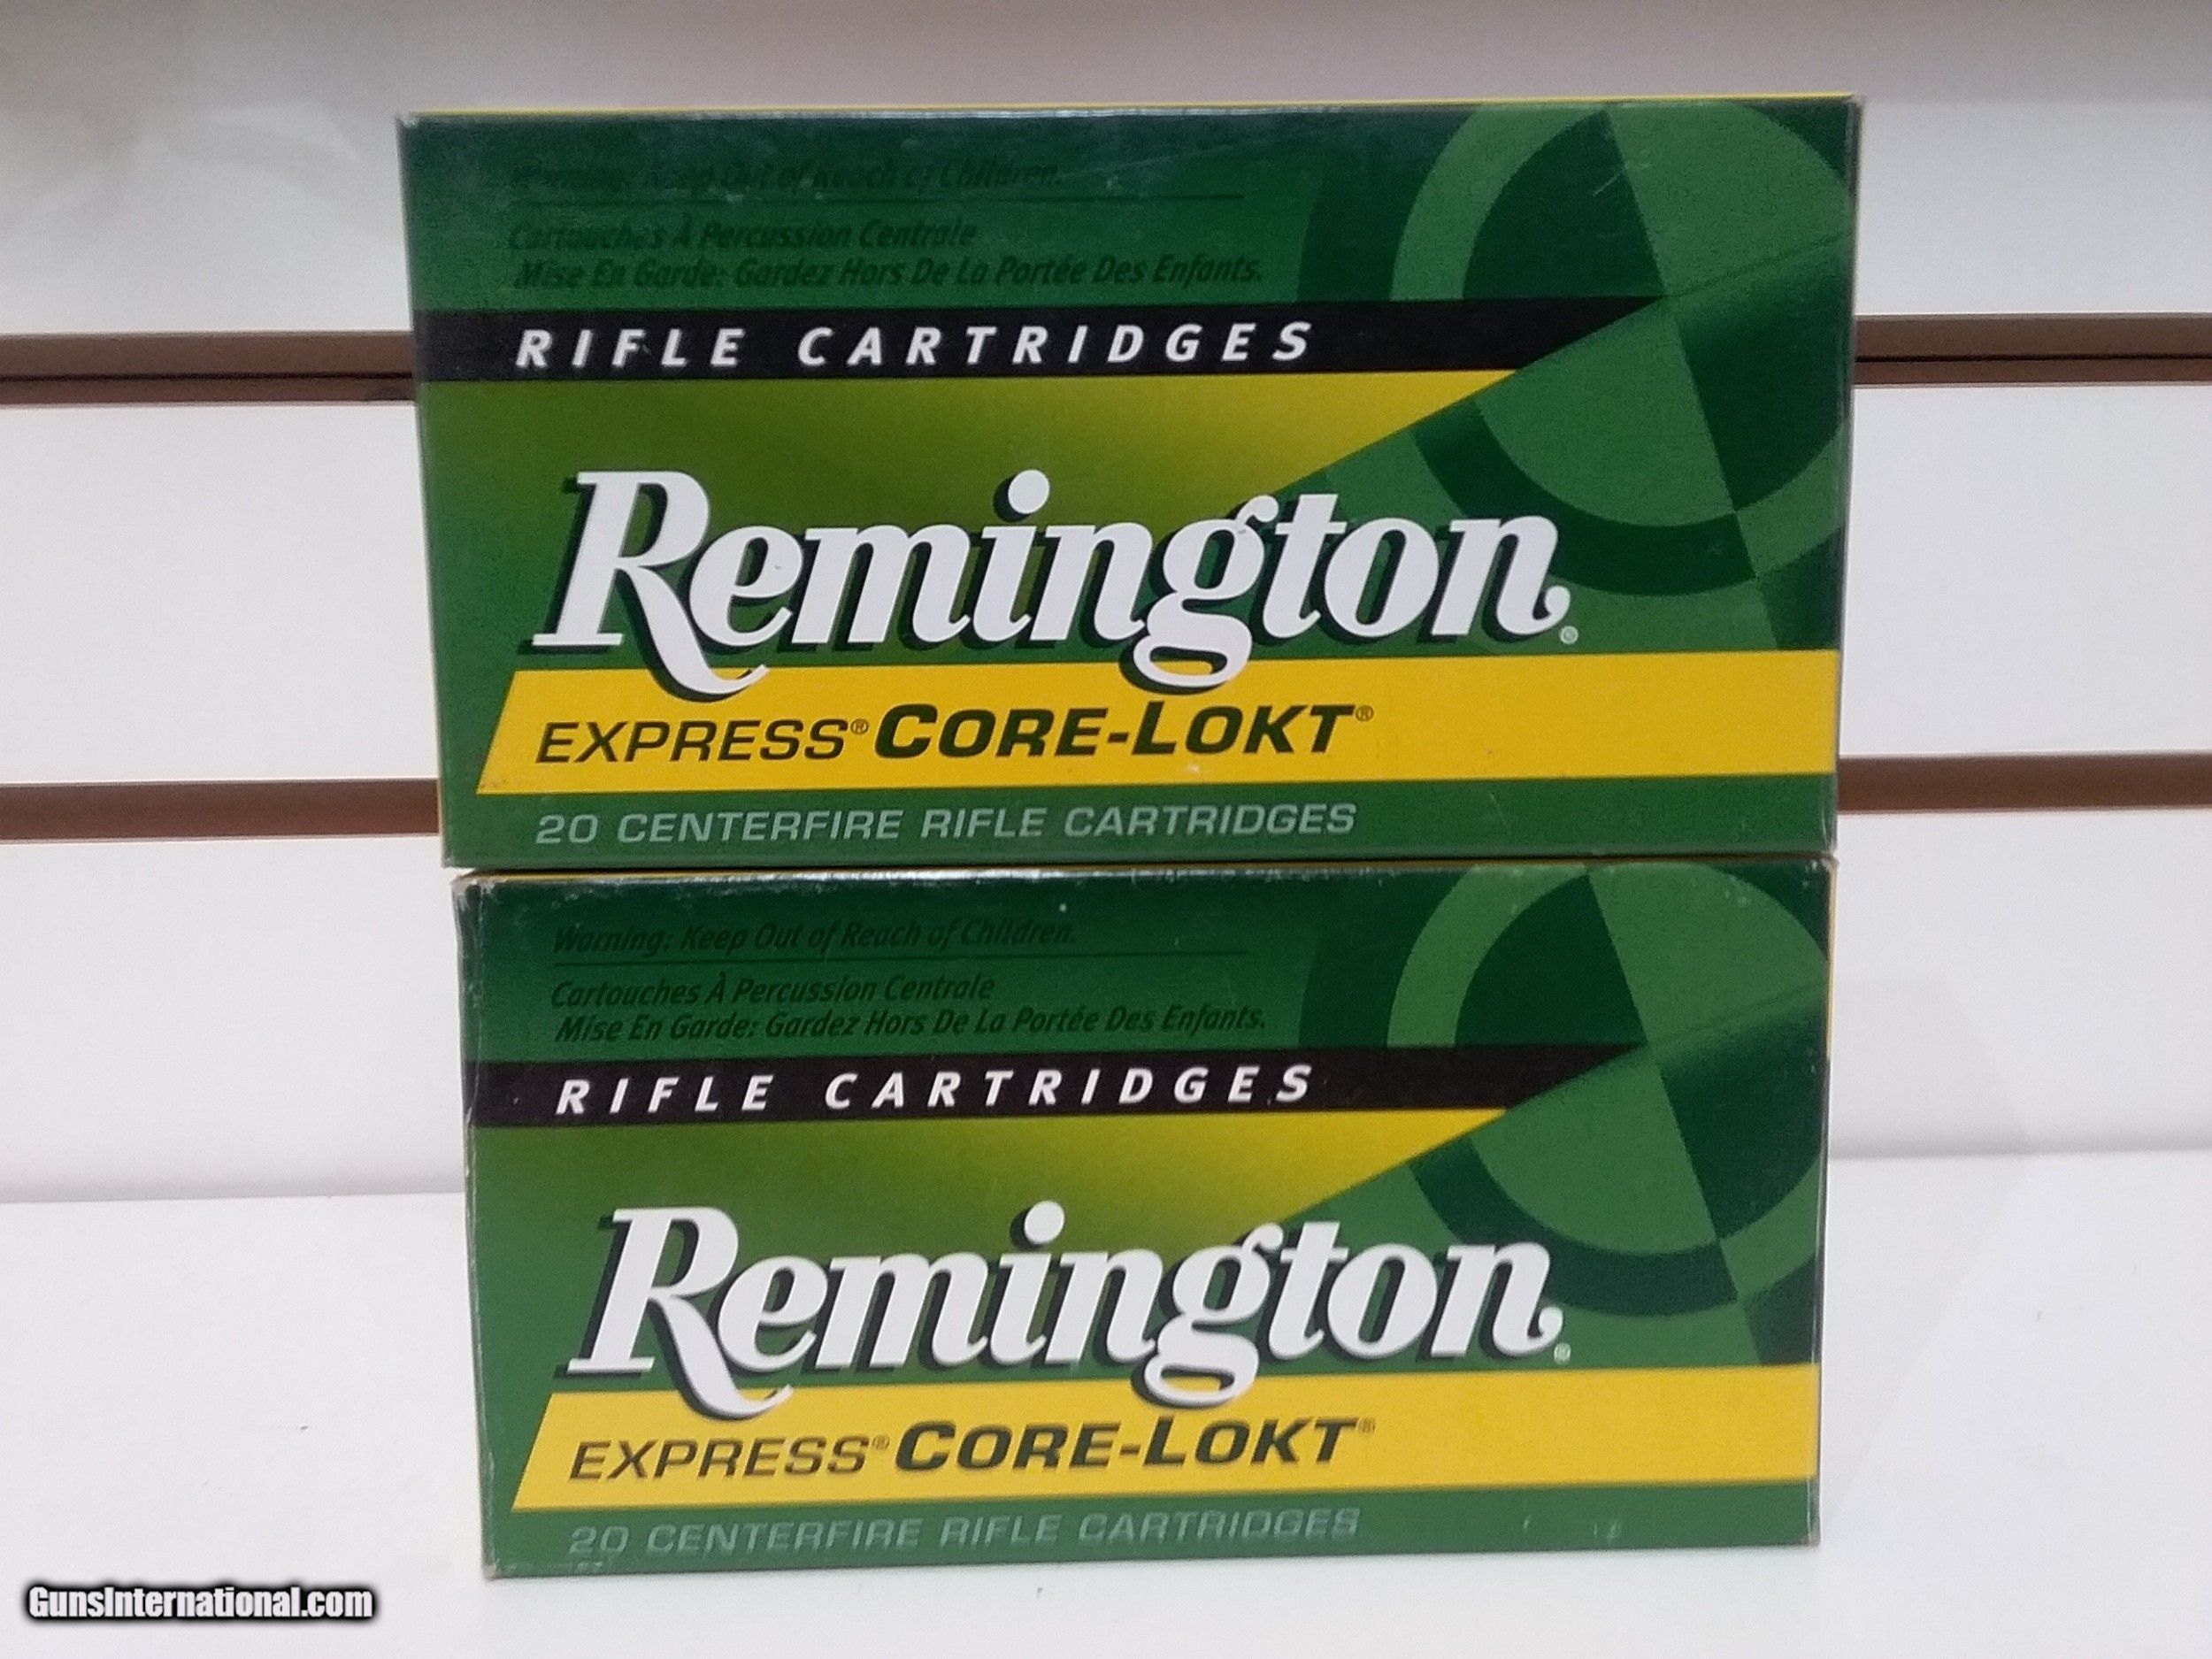 Warning: Keep Out of Reach of Children.
Cartouches À Percussion Centrale
Mise En Garde: Gardez Hors De La Portée Des Enfants.
RIFLE CARTRIDGES
Remington®
EXPRESS® CORE-LOKT®
20 CENTERFIRE RIFLE CARTRIDGES
Warning: Keep Out of Reach of Children.
Cartouches À Percussion Centrale
Mise En Garde: Gardez Hors De La Portée Des Enfants.
RIFLE CARTRIDGES
Remington®
EXPRESS® CORE-LOKT®
20 CENTERFIRE RIFLE CARTRIDGES
GunsInternational.com